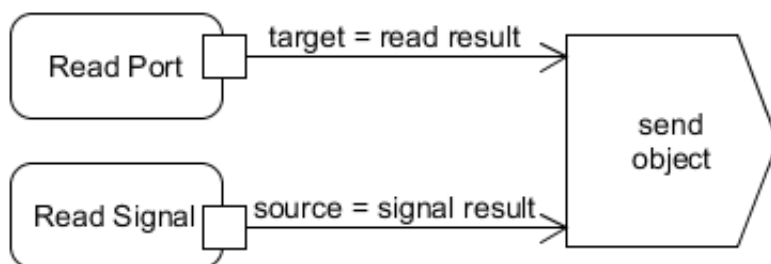 Read Port
target = read result
send
object
Read Signal
source = signal result